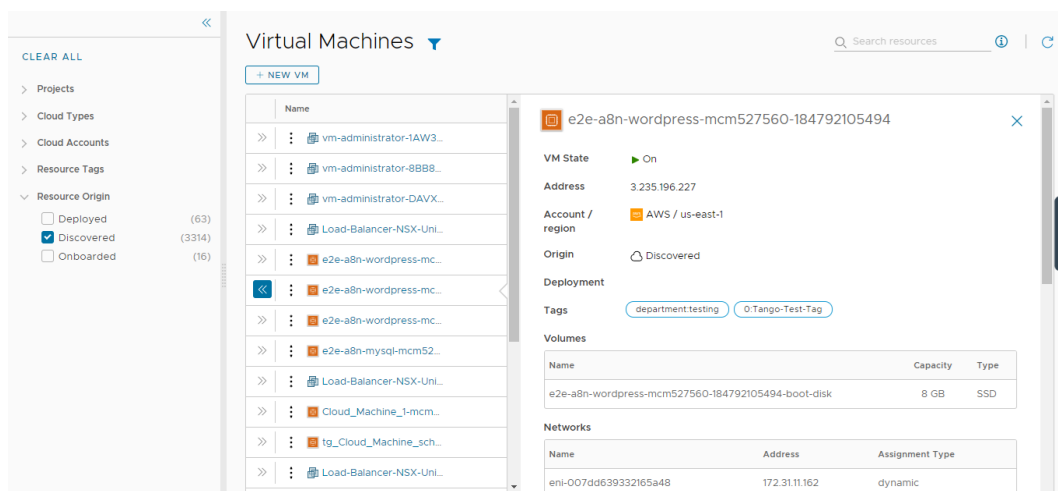 CLEAR ALL
Projects
Cloud Types
Cloud Accounts
Resource Tags
Resource Origin
Deployed (63)
Discovered (3314)
Onboarded (16)
Virtual Machines
Search resources
+ NEW VM
Name
vm-administrator-1AW3...
vm-administrator-8BB8...
vm-administrator-DAVX...
Load-Balancer-NSX-Uni...
e2e-a8n-wordpress-mc...
e2e-a8n-wordpress-mc...
e2e-a8n-wordpress-mc...
e2e-a8n-mysql-mcm52...
Load-Balancer-NSX-Uni...
Cloud_Machine_1-mcm...
tg_Cloud_Machine_sch...
Load-Balancer-NSX-Uni...
e2e-a8n-wordpress-mcm527560-184792105494
VM State On
Address 3.235.196.227
Account / region AWS / us-east-1
Origin Discovered
Deployment
Tags department:testing 0:Tango-Test-Tag
Volumes
Name Capacity Type
e2e-a8n-wordpress-mcm527560-184792105494-boot-disk 8 GB SSD
Networks
Name Address Assignment Type
eni-007dd639332165a48 172.31.11.162 dynamic